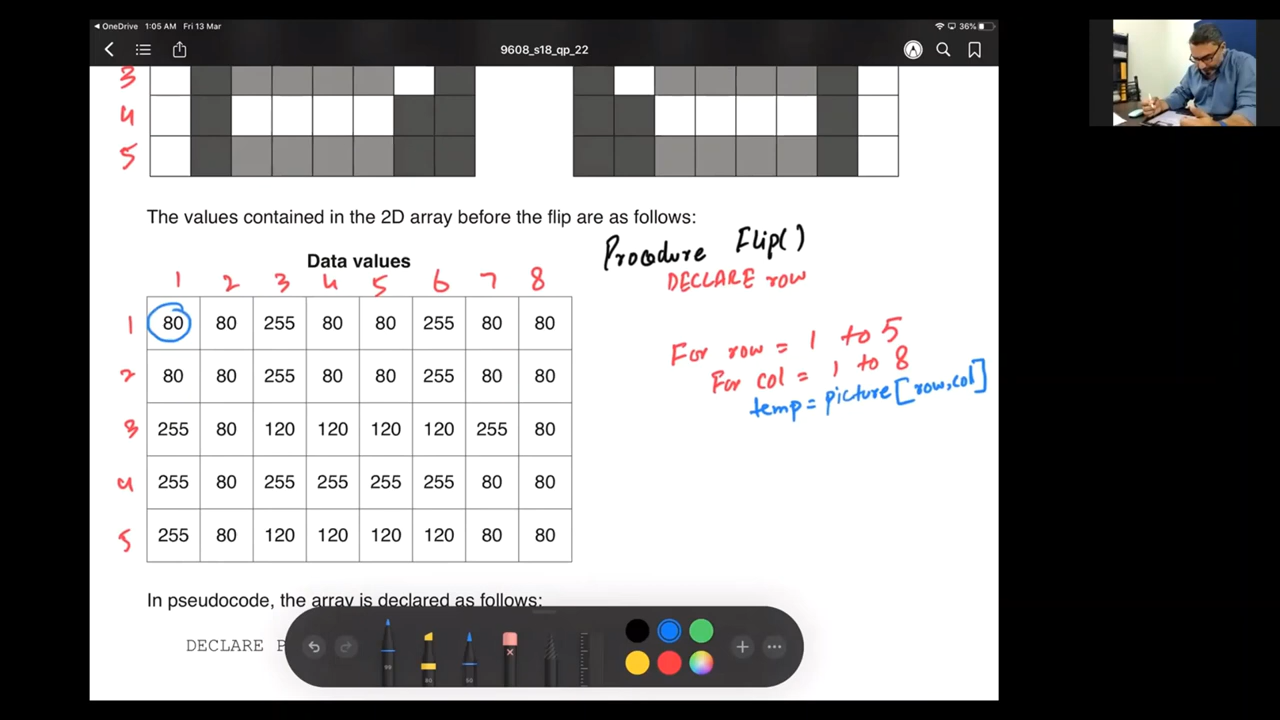 OneDrive 1:05 AM Fri 13 Mar 36%
9608_s18_qp_22
3
4
5
The values contained in the 2D array before the flip are as follows:
Data values
1 2 3 4 5 6 7 8
1 80 80 255 80 80 255 80 80
2 80 80 255 80 80 255 80 80
3 255 80 120 120 120 120 255 80
4 255 80 255 255 255 255 80 80
5 255 80 120 120 120 120 80 80
In pseudocode, the array is declared as follows:
DECLARE P
Procedure Flip()
DECLARE row
For row = 1 to 5
For col = 1 to 8
temp = picture[row,col]